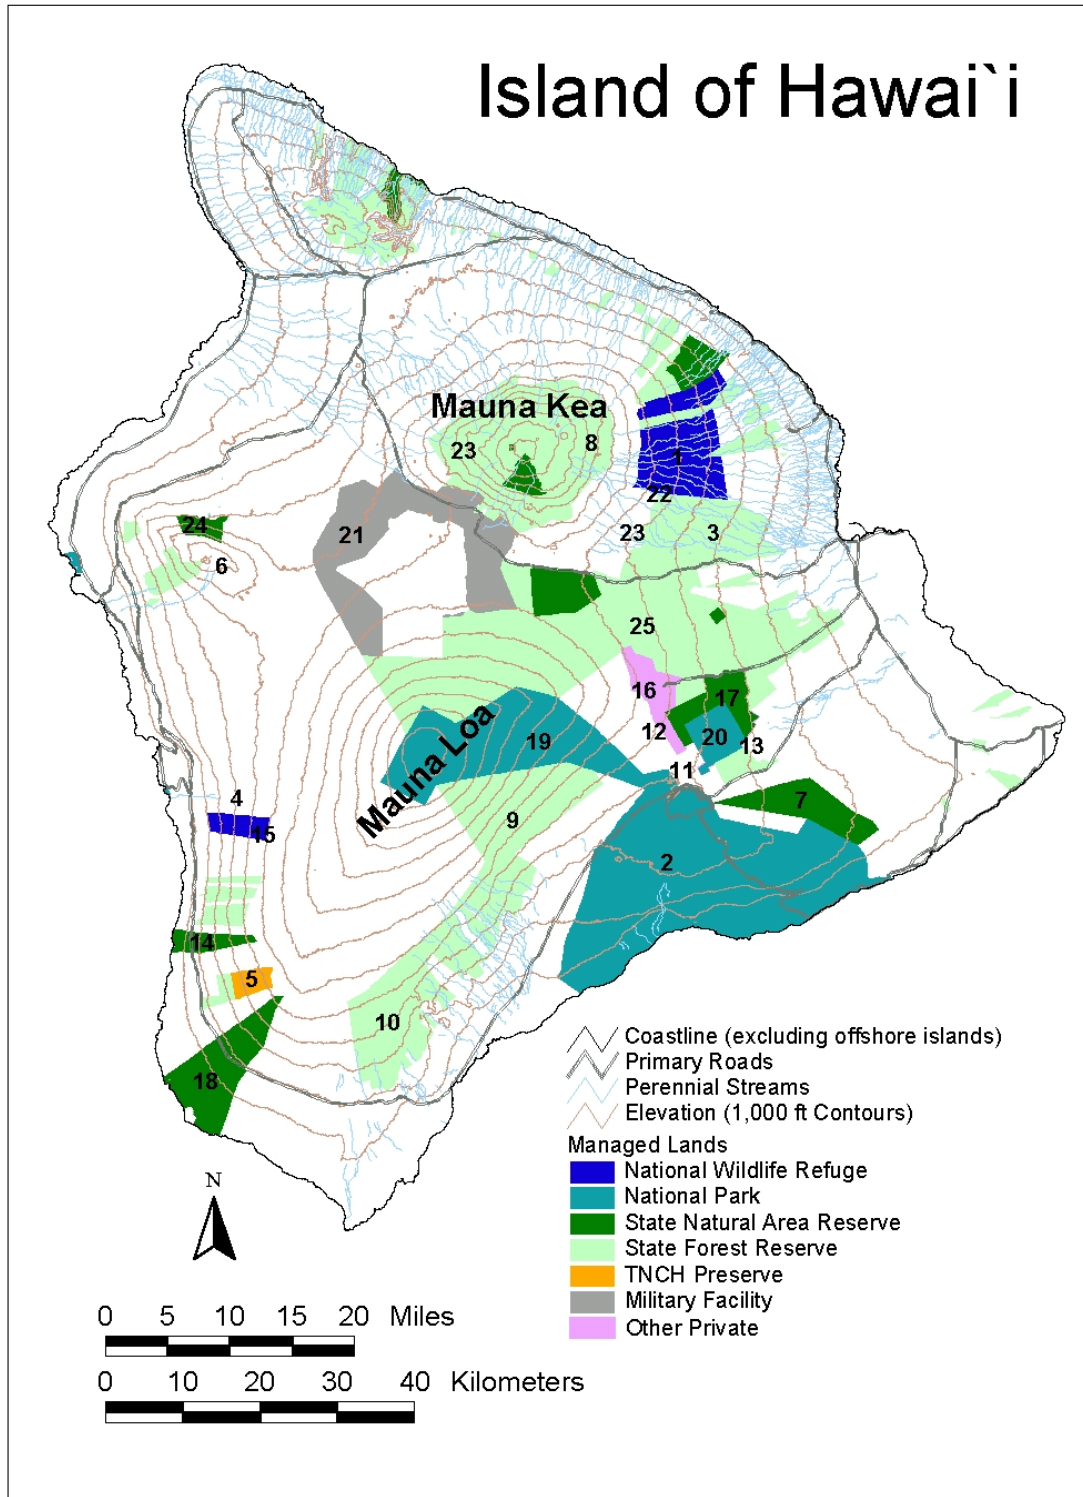 Island of Hawai`i
Mauna Kea
23
8
1
22
24
21
23
3
6
25
16
17
Mauna Loa
19
12
20
13
11
4
7
15
9
2
14
5
10
18
Coastline (excluding offshore islands)
Primary Roads
Perennial Streams
Elevation (1,000 ft Contours)
Managed Lands
National Wildlife Refuge
National Park
State Natural Area Reserve
State Forest Reserve
TNCH Preserve
Military Facility
Other Private
N
0 5 10 15 20 Miles
0 10 20 30 40 Kilometers